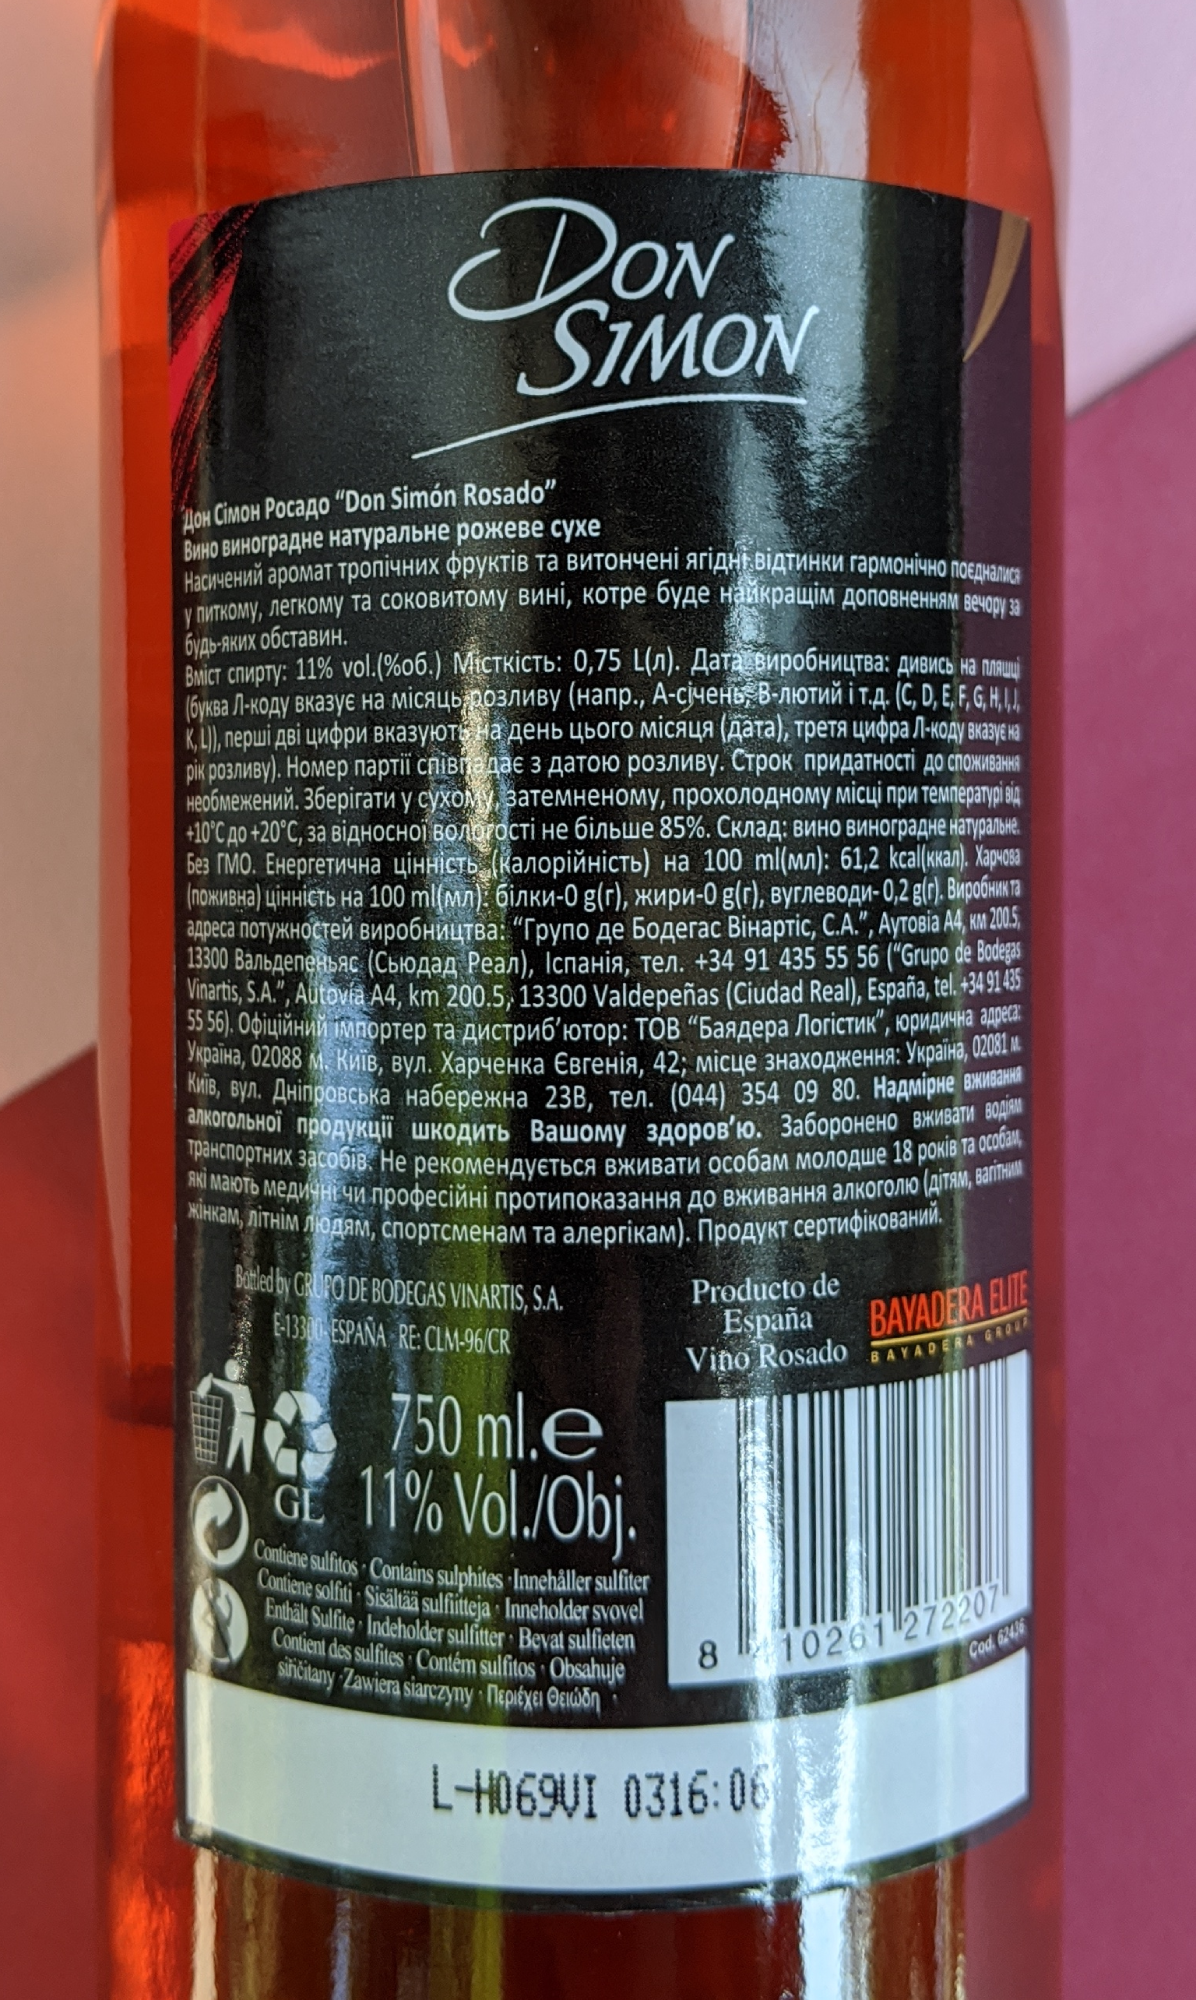 DON
SIMON
Дон Сімон Росадо “Don Simón Rosado”
Вино виноградне натуральне рожеве сухе
Насичений аромат тропічних фруктів та витончені ягідні відтинки гармонічно поєдналися
у питкому, легкому та соковитому вині, котре буде найкращім доповненням вечору за
будь-яких обставин.
Вміст спирту: 11% vol.(%об.) Місткість: 0,75 L(л). Дата виробництва: дивись на пляшці
(буква Л-коду вказує на місяць розливу (напр., А-січень, В-лютий і т.д. (C, D, E, F, G, H, I, J,
K, L)), перші дві цифри вказують на день цього місяця (дата), третя цифра Л-коду вказує на
рік розливу). Номер партії співпадає з датою розливу. Строк придатності до споживання
необмежений. Зберігати у сухому, затемненому, прохолодному місці при температурі від
+10°С до +20°С, за відносної вологості не більше 85%. Склад: вино виноградне натуральне.
Без ГМО. Енергетична цінність (калорійність) на 100 ml(мл): 61,2 kcal(ккал). Харчова
(поживна) цінність на 100 ml(мл): білки-0 g(г), жири-0 g(г), вуглеводи- 0,2 g(г). Виробник та
адреса потужностей виробництва: “Групо де Бодегас Вінартіс, С.А.”, Аутовіа А4, км 200.5,
13300 Вальдепеньяс (Сьюдад Реал), Іспанія, тел. +34 91 435 55 56 (“Grupo de Bodegas
Vinartis, S.A.”, Autovía A4, km 200.5, 13300 Valdepeñas (Ciudad Real), España, tel. +34 91 435
55 56). Офіційний імпортер та дистриб’ютор: ТОВ “Баядера Логістик”, юридична адреса:
Україна, 02088 м. Київ, вул. Харченка Євгенія, 42; місце знаходження: Україна, 02081 м.
Київ, вул. Дніпровська набережна 23В, тел. (044) 354 09 80. Надмірне вживання
алкогольної продукції шкодить Вашому здоров’ю. Заборонено вживати водіям
транспортних засобів. Не рекомендується вживати особам молодше 18 років та особам,
які мають медичні чи професійні протипоказання до вживання алкоголю (дітям, вагітним
жінкам, літнім людям, спортсменам та алергікам). Продукт сертифікований.
Bottled by GRUPO DE BODEGAS VINARTIS, S.A.
E-13300-ESPAÑA RE: CLM-96/CR
Producto de
España
Vino Rosado
BAYADERA ELITE
BAYADERA GROUP
750 ml.e
GL
11% Vol./Obj.
Contiene sulfitos · Contains sulphites · Innehåller sulfiter
Contiene solfiti · Sisältää sulfiitteja · Inneholder svovel
Enthält Sulfite · Indeholder sulfitter · Bevat sulfieten
Contient des sulfites · Contém sulfitos · Obsahuje
siřičitany · Zawiera siarczyny · Περιέχει Θειώδη ·
8 410261 272207
Cod. 62436
L-H069VI 0316:06